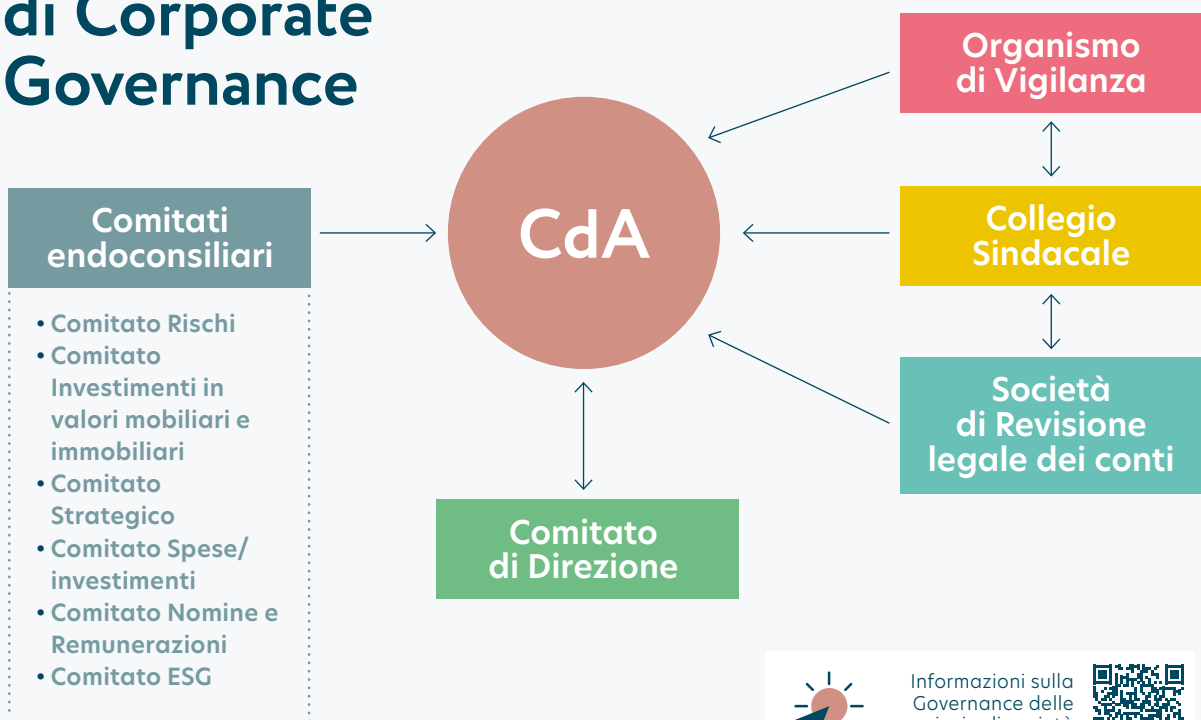 di Corporate
Governance
Comitati
endoconsiliari
• Comitato Rischi
• Comitato
Investimenti in
valori mobiliari e
immobiliari
• Comitato
Strategico
• Comitato Spese/
investimenti
• Comitato Nomine e
Remunerazioni
• Comitato ESG
CdA
Comitato
di Direzione
Organismo
di Vigilanza
Collegio
Sindacale
Società
di Revisione
legale dei conti
Informazioni sulla
Governance delle